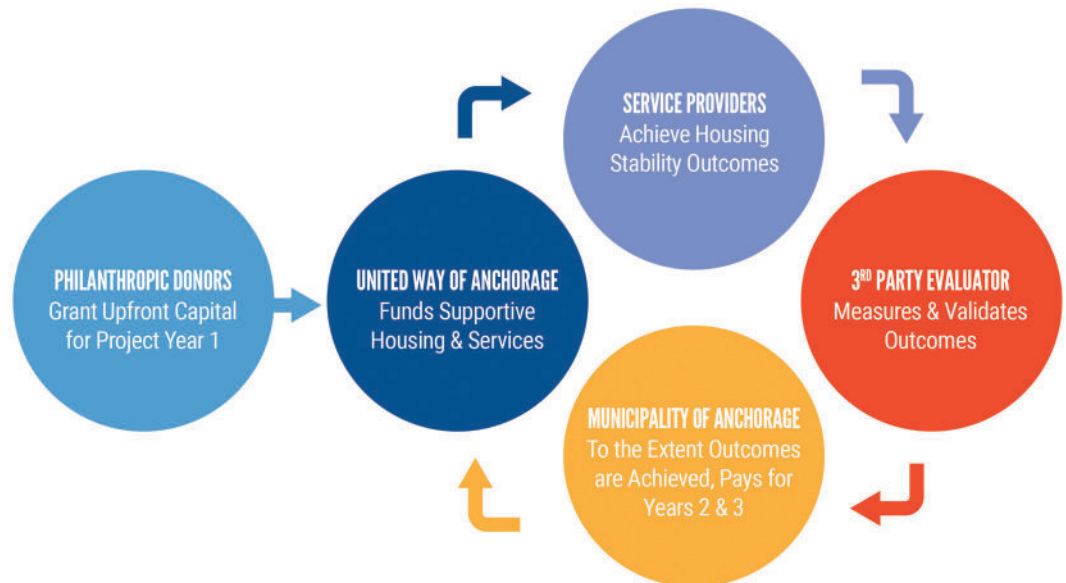 PHILANTHROPIC DONORS
Grant Upfront Capital
for Project Year 1
UNITED WAY OF ANCHORAGE
Funds Supportive
Housing & Services
SERVICE PROVIDERS
Achieve Housing
Stability Outcomes
3RD PARTY EVALUATOR
Measures & Validates
Outcomes
MUNICIPALITY OF ANCHORAGE
To the Extent Outcomes
are Achieved, Pays for
Years 2 & 3